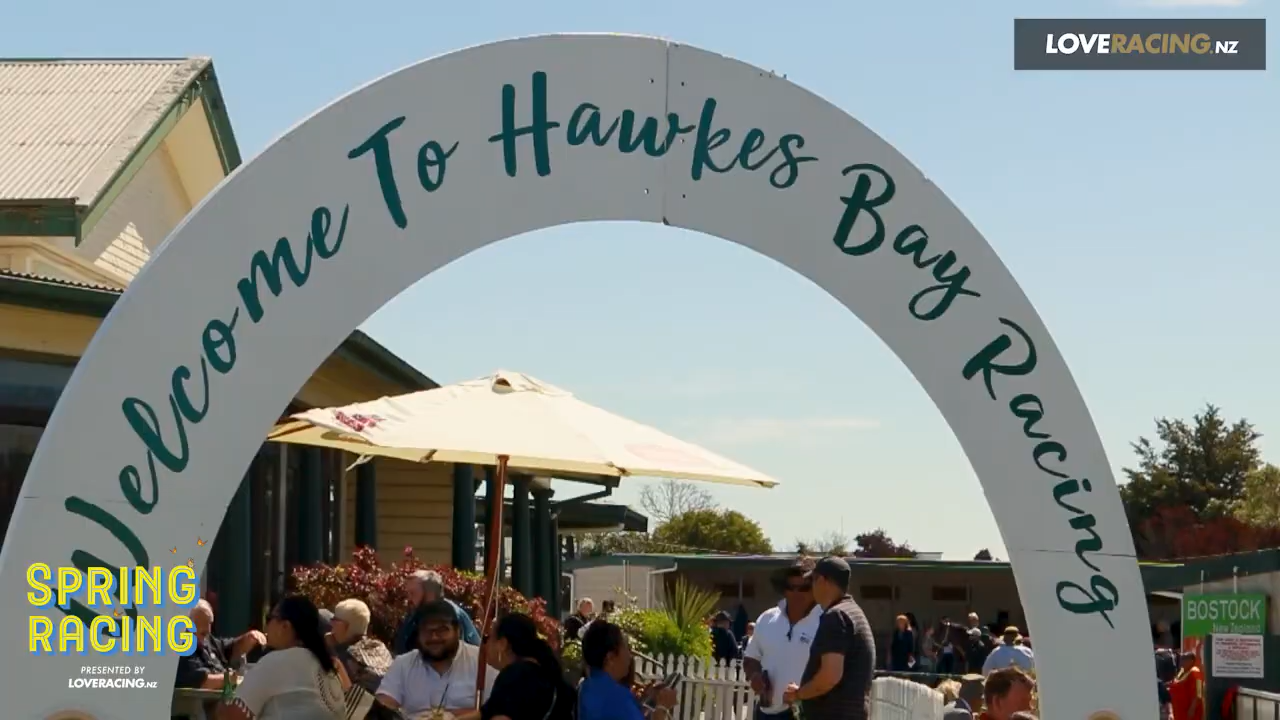 LOVERACING.NZ
Welcome To Hawkes Bay Racing
SPRING
RACING
PRESENTED BY
LOVERACING.NZ
BOSTOCK
New Zealand